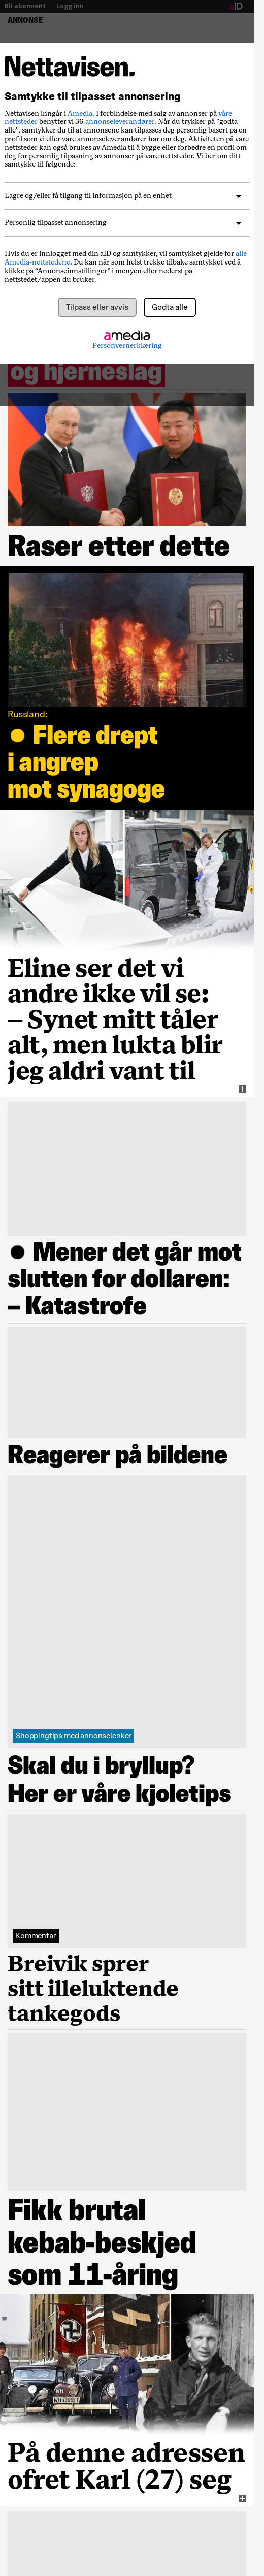 Bli abonnent | Logg inn
aID
ANNONSE
Nettavisen.
Samtykke til tilpasset annonsering
Nettavisen inngår i Amedia. I forbindelse med salg av annonser på våre
nettsteder benytter vi 36 annonseleverandører. Når du trykker på "godta
alle", samtykker du til at annonsene kan tilpasses deg personlig basert på en
profil som vi eller våre annonseleverandører har om deg. Aktiviteten på våre
nettsteder kan også brukes av Amedia til å bygge eller forbedre en profil om
deg for personlig tilpasning av annonser på våre nettsteder. Vi ber om ditt
samtykke til følgende:
Lagre og/eller få tilgang til informasjon på en enhet
Personlig tilpasset annonsering
Hvis du er innlogget med din aID og samtykker, vil samtykket gjelde for alle
Amedia-nettstedene. Du kan når som helst trekke tilbake samtykket ved å
klikke på “Annonseinnstillinger” i menyen eller nederst på
nettstedet/appen du bruker.
Tilpass eller avvis
Godta alle
amedia
Personvernerklæring
og hjerneslag
Raser etter dette
Russland:
● Flere drept
i angrep
mot synagoge
Eline ser det vi
andre ikke vil se:
– Synet mitt tåler
alt, men lukta blir
jeg aldri vant til
● Mener det går mot
slutten for dollaren:
– Katastrofe
Reagerer på bildene
Shoppingtips med annonselenker
Skal du i bryllup?
Her er våre kjoletips
Kommentar
Breivik sprer
sitt illeluktende
tankegods
Fikk brutal
kebab-beskjed
som 11-åring
På denne adressen
ofret Karl (27) seg